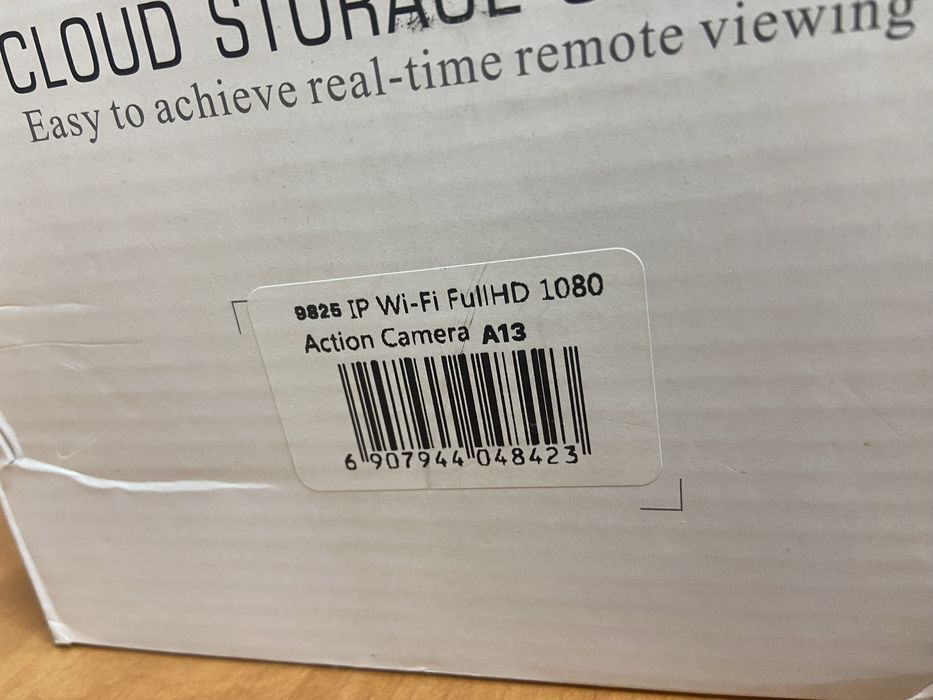 CLOUD STORAGE
Easy to achieve real-time remote viewing
9826 IP Wi-Fi FullHD 1080
Action Camera A13
6 907944 048423